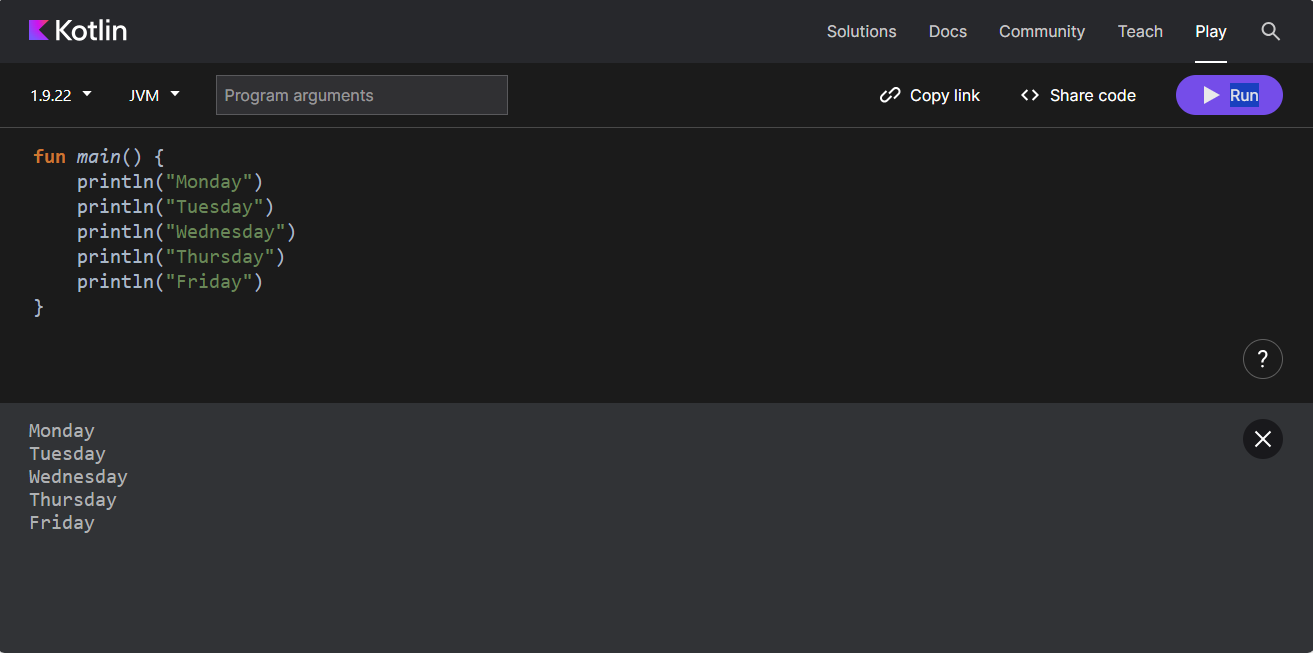 Kotlin Solutions Docs Community Teach Play
1.9.22 JVM Program arguments Copy link <> Share code Run
fun main() {
    println("Monday")
    println("Tuesday")
    println("Wednesday")
    println("Thursday")
    println("Friday")
}
?
Monday
Tuesday
Wednesday
Thursday
Friday